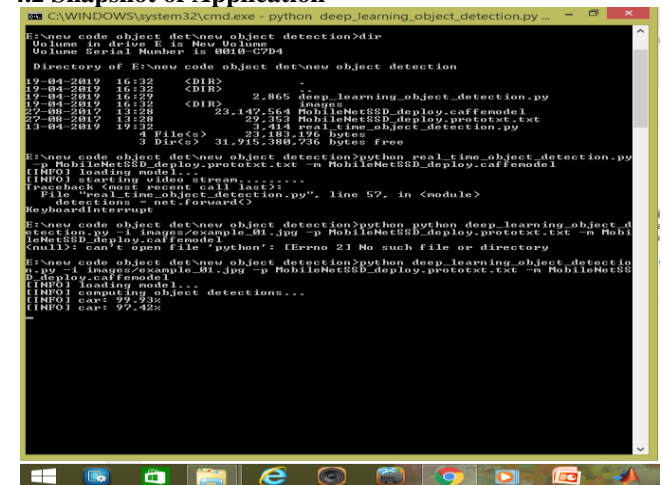 4.2 Snapshot of Application
C:\WINDOWS\system32\cmd.exe - python deep_learning_object_detection.py ...
E:\new code object det\new object detection>dir
Volume in drive E is New Volume
Volume Serial Number is 0010-C7D4
Directory of E:\new code object det\new object detection
19-04-2019 16:32 <DIR> .
19-04-2019 16:32 <DIR> ..
19-04-2019 16:29 2,865 deep_learning_object_detection.py
19-04-2019 16:32 <DIR> images
27-08-2017 13:28 23,147,564 MobileNetSSD_deploy.caffemodel
27-08-2017 13:28 29,353 MobileNetSSD_deploy.prototxt.txt
13-04-2019 19:32 3,414 real_time_object_detection.py
4 File(s) 23,183,196 bytes
3 Dir(s) 31,915,380,736 bytes free
E:\new code object det\new object detection>python real_time_object_detection.py
-p MobileNetSSD_deploy.prototxt.txt -m MobileNetSSD_deploy.caffemodel
[INFO] loading model...
[INFO] starting video stream.........
Traceback (most recent call last):
File "real_time_object_detection.py", line 57, in <module>
detections = net.forward()
KeyboardInterrupt
E:\new code object det\new object detection>python python deep_learning_object_d
etection.py -i images/example_01.jpg -p MobileNetSSD_deploy.prototxt.txt -m Mobi
leNetSSD_deploy.caffemodel
<null>: can't open file 'python': [Errno 2] No such file or directory
E:\new code object det\new object detection>python deep_learning_object_detectio
n.py -i images/example_01.jpg -p MobileNetSSD_deploy.prototxt.txt -m MobileNetSS
D_deploy.caffemodel
[INFO] loading model...
[INFO] computing object detections...
[INFO] car: 99.93%
[INFO] car: 97.42%